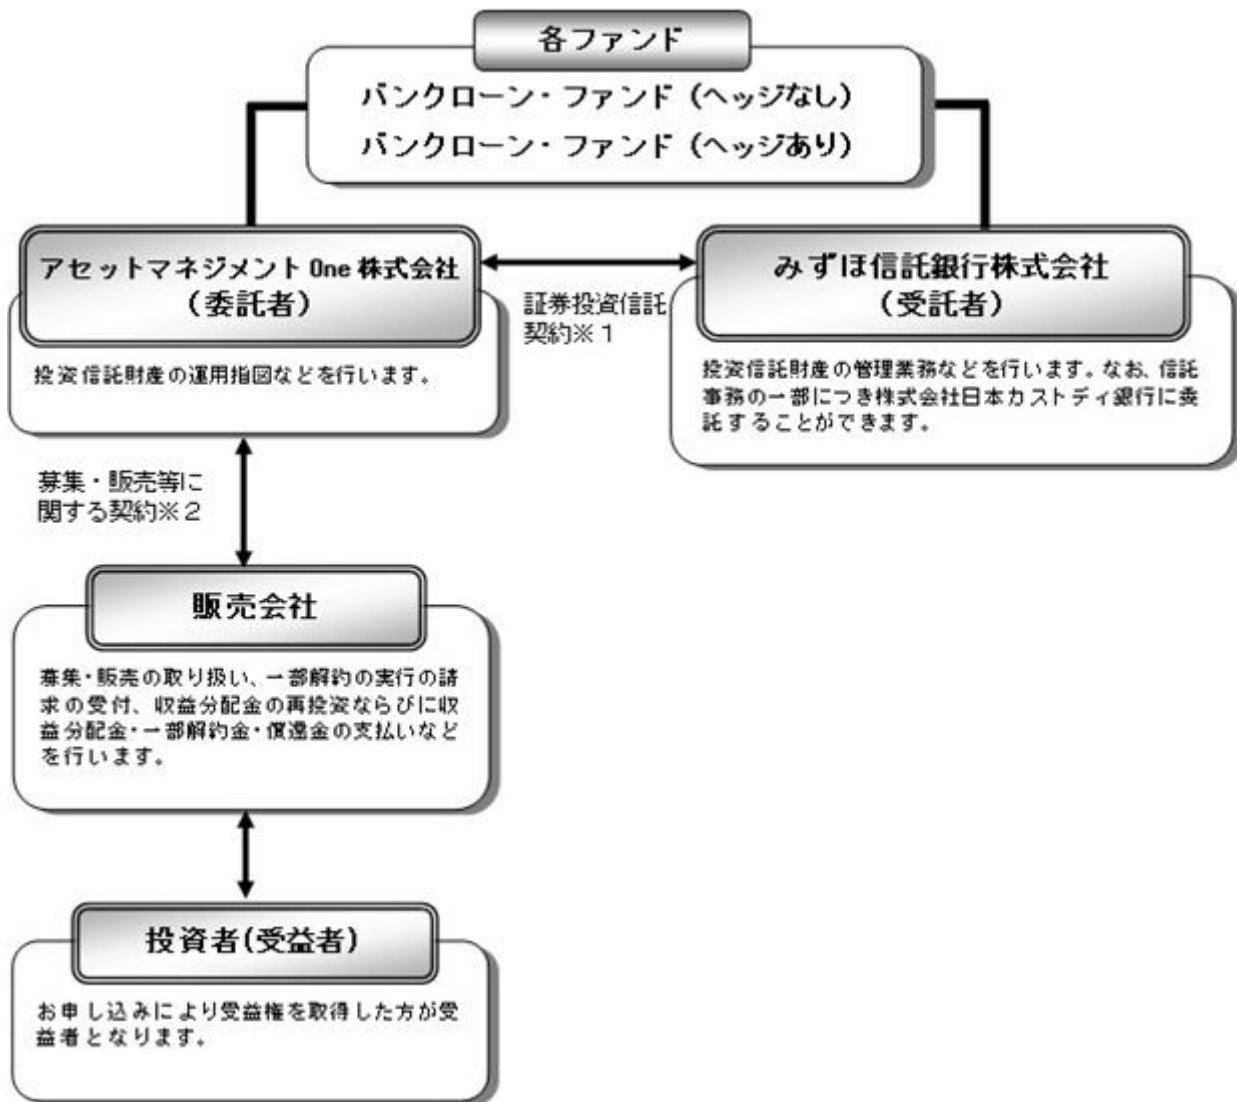 各ファンド
バンクローン・ファンド（ヘッジなし）
バンクローン・ファンド（ヘッジあり）
アセットマネジメント One 株式会社
（委託者）
投資信託財産の運用指図などを行います。
証券投資信託
契約※１
みずほ信託銀行株式会社
（受託者）
投資信託財産の管理業務などを行います。なお、信託
事務の一部につき株式会社日本カストディ銀行に委
託することができます。
募集・販売等に
関する契約※２
販売会社
募集・販売の取り扱い、一部解約の実行の請
求の受付、収益分配金の再投資ならびに収
益分配金・一部解約金・償還金の支払いなど
を行います。
投資者(受益者)
お申し込みにより受益権を取得した方が受
益者となります。